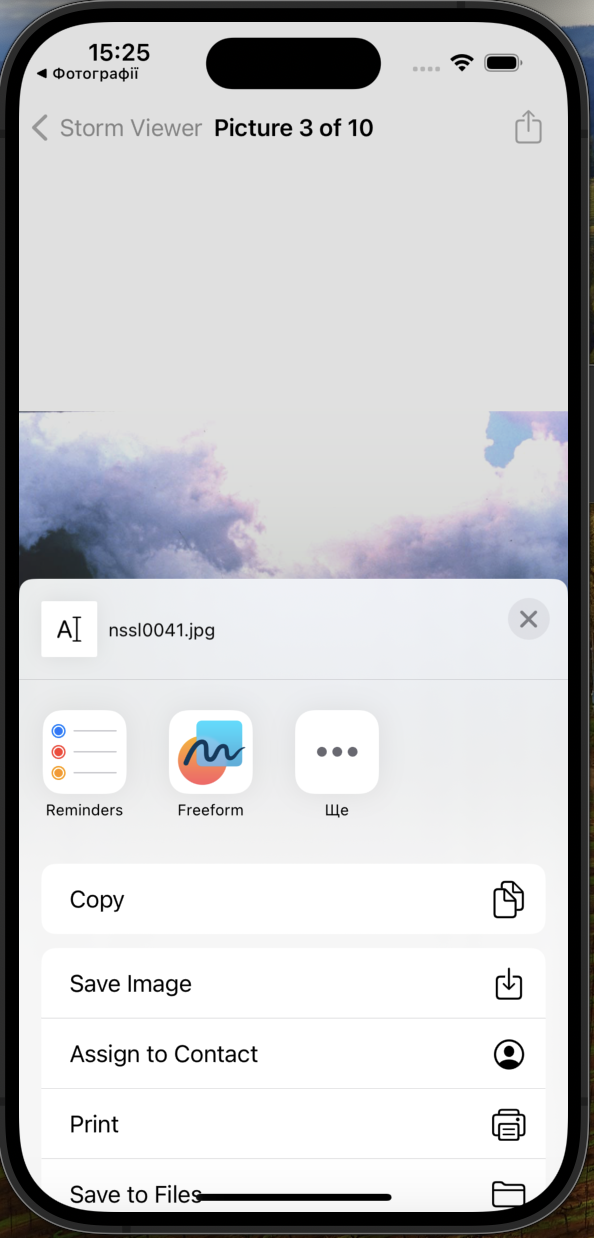 15:25
◀ Фотографії
Storm Viewer Picture 3 of 10
A
nssl0041.jpg
Reminders Freeform Ще
Copy
Save Image
Assign to Contact
Print
Save to Files